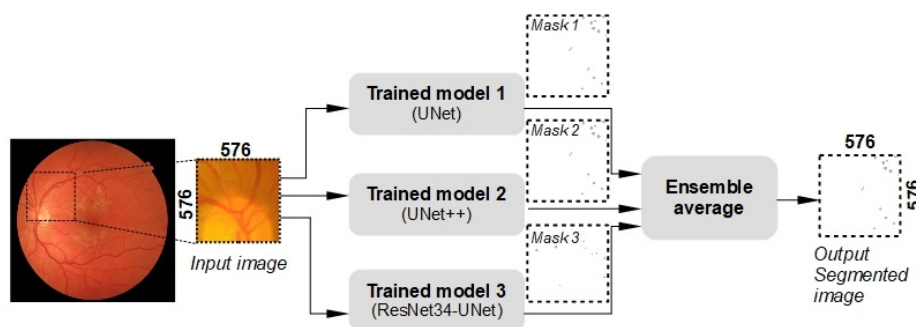 Mask 1
Trained model 1
(UNet)
576
576
Input image
Mask 2
Trained model 2
(UNet++)
Ensemble
average
576
576
Output
Segmented
image
Mask 3
Trained model 3
(ResNet34-UNet)